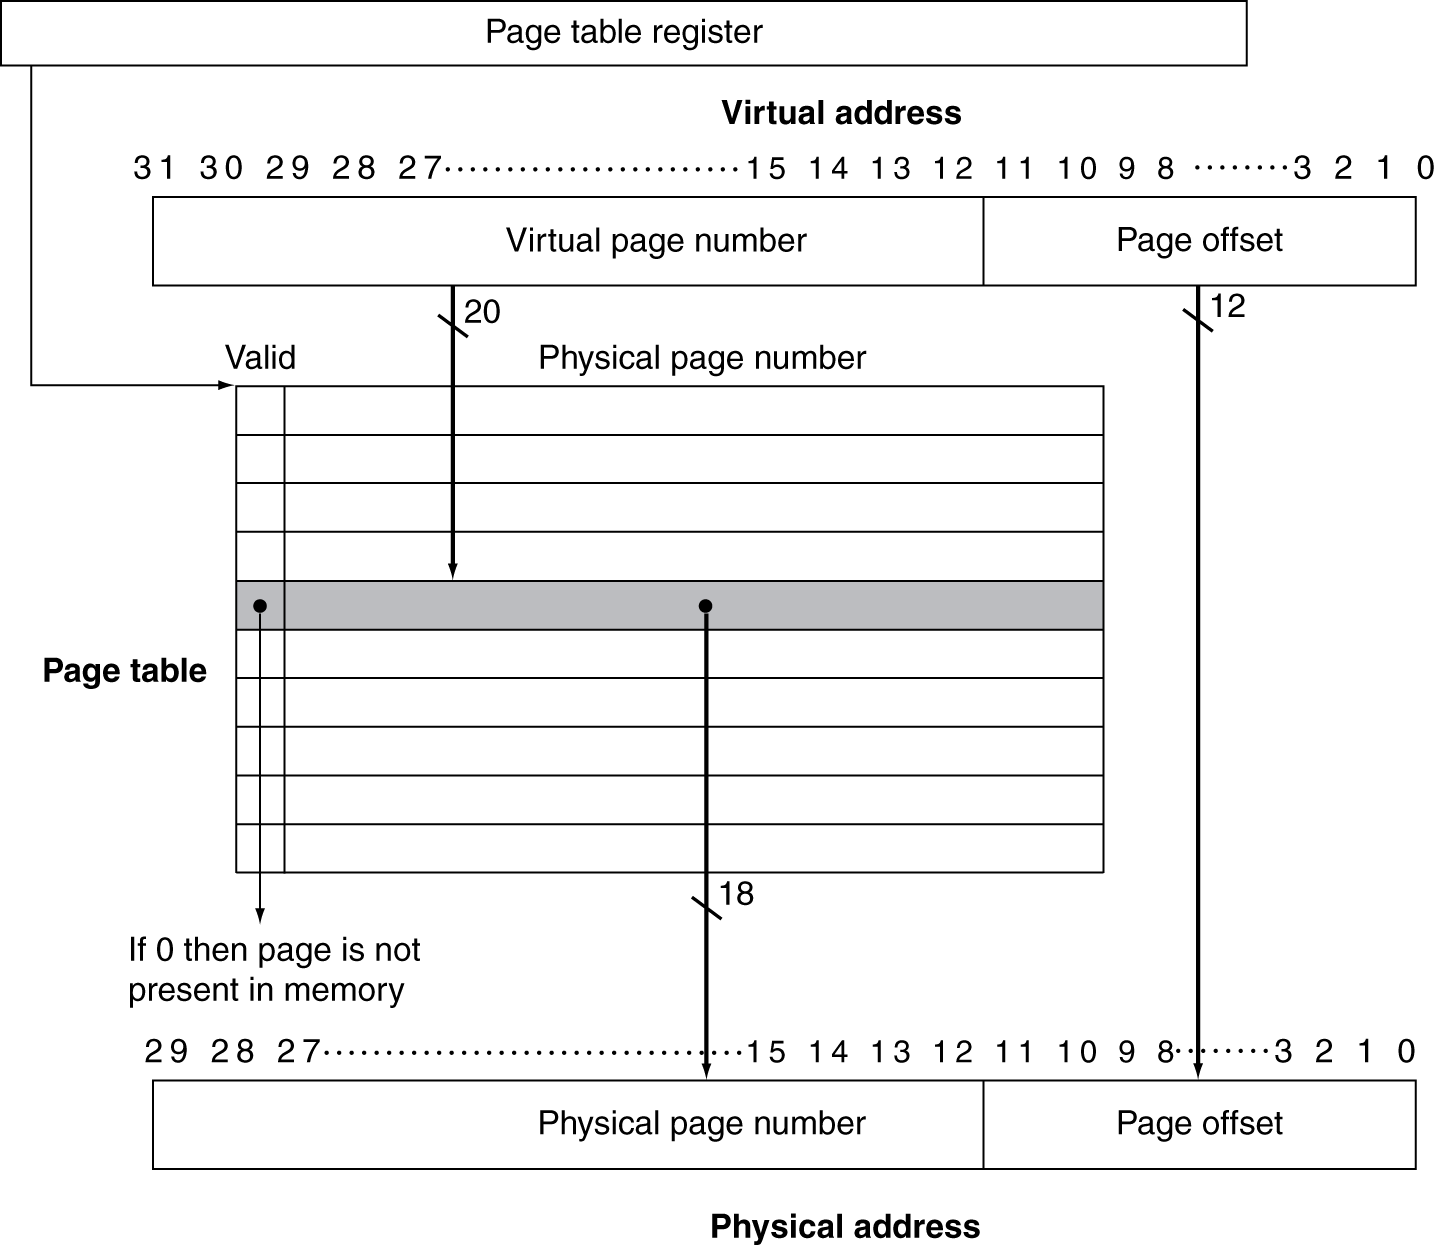 Page table register
Virtual address
31 30 29 28 27........................15 14 13 12 11 10 9 8 ........3 2 1 0
Virtual page number Page offset
20 12
Valid Physical page number
Page table
18
If 0 then page is not
present in memory
29 28 27..................................15 14 13 12 11 10 9 8........3 2 1 0
Physical page number Page offset
Physical address